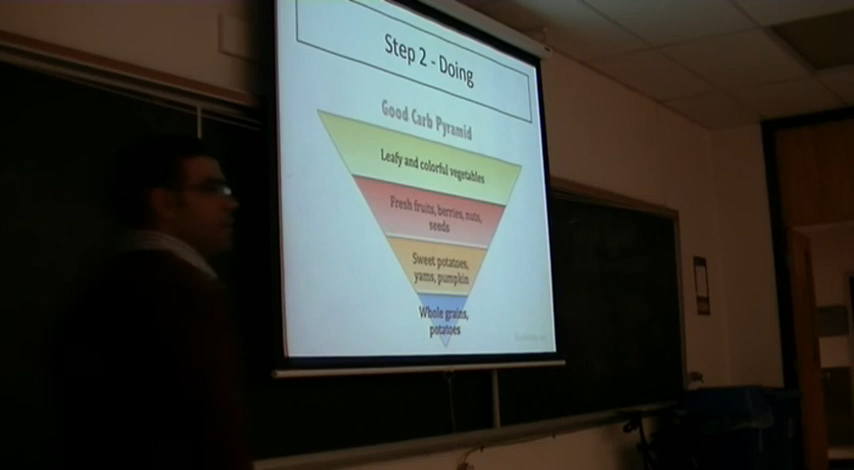 Step 2 - Doing
Good Carb Pyramid
Leafy and colorful vegetables
Fresh fruits, berries, nuts,
seeds
Sweet potatoes,
yams, pumpkin
Whole grains,
potatoes